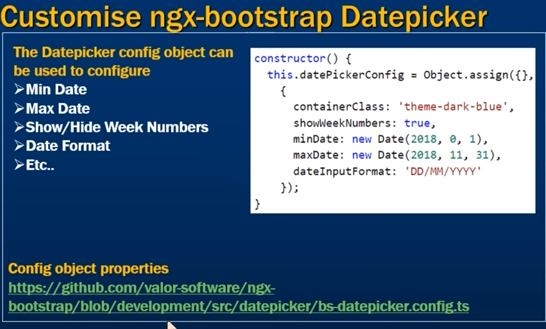 Customise ngx-bootstrap Datepicker
The Datepicker config object can
be used to configure
➢Min Date
➢Max Date
➢Show/Hide Week Numbers
➢Date Format
➢Etc..
constructor() {
  this.datePickerConfig = Object.assign({},
    {
      containerClass: 'theme-dark-blue',
      showWeekNumbers: true,
      minDate: new Date(2018, 0, 1),
      maxDate: new Date(2018, 11, 31),
      dateInputFormat: 'DD/MM/YYYY'
    });
}
Config object properties
https://github.com/valor-software/ngx-
bootstrap/blob/development/src/datepicker/bs-datepicker.config.ts